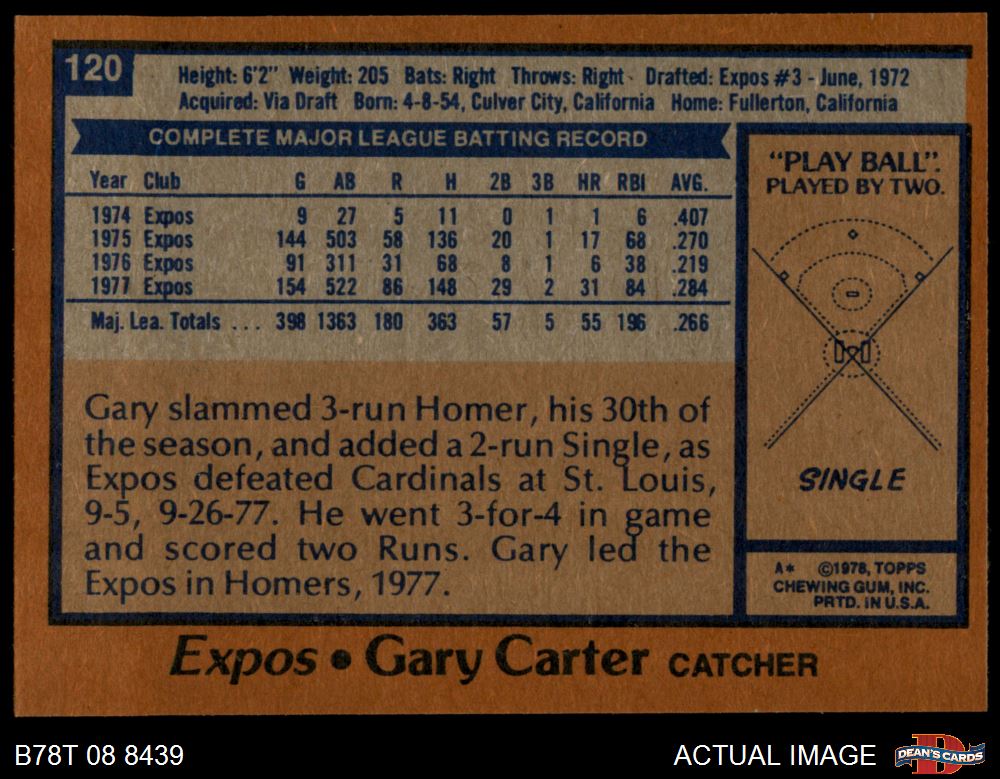 120
Height: 6'2" Weight: 205 Bats: Right Throws: Right Drafted: Expos #3 - June, 1972
Acquired: Via Draft Born: 4-8-54, Culver City, California Home: Fullerton, California
COMPLETE MAJOR LEAGUE BATTING RECORD
Year Club G AB R H 2B 3B HR RBI AVG.
1974 Expos 9 27 5 11 0 1 1 6 .407
1975 Expos 144 503 58 136 20 1 17 68 .270
1976 Expos 91 311 31 68 8 1 6 38 .219
1977 Expos 154 522 86 148 29 2 31 84 .284
Maj. Lea. Totals ... 398 1363 180 363 57 5 55 196 .266
Gary slammed 3-run Homer, his 30th of
the season, and added a 2-run Single, as
Expos defeated Cardinals at St. Louis,
9-5, 9-26-77. He went 3-for-4 in game
and scored two Runs. Gary led the
Expos in Homers, 1977.
"PLAY BALL".
PLAYED BY TWO.
SINGLE
A* ©1978, TOPPS
CHEWING GUM, INC.
PRTD. IN U.S.A.
Expos • Gary Carter CATCHER
B78T 08 8439
ACTUAL IMAGE
D
DEAN'S CARDS